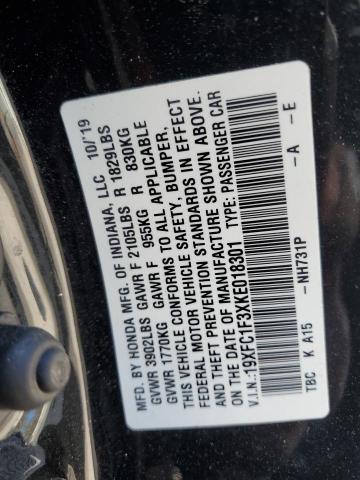 MFD. BY HONDA MFG. OF INDIANA, LLC 10/'19
GVWR 3902LBS GAWR F 2105LBS R 1829LBS
GVWR 1770KG GAWR F 955KG R 830KG
THIS VEHICLE CONFORMS TO ALL APPLICABLE
FEDERAL MOTOR VEHICLE SAFETY, BUMPER,
AND THEFT PREVENTION STANDARDS IN EFFECT
ON THE DATE OF MANUFACTURE SHOWN ABOVE.
V.I.N.:19XFC1F3XKE018301 TYPE: PASSENGER CAR
-NH731P -A -E
TBC K A15